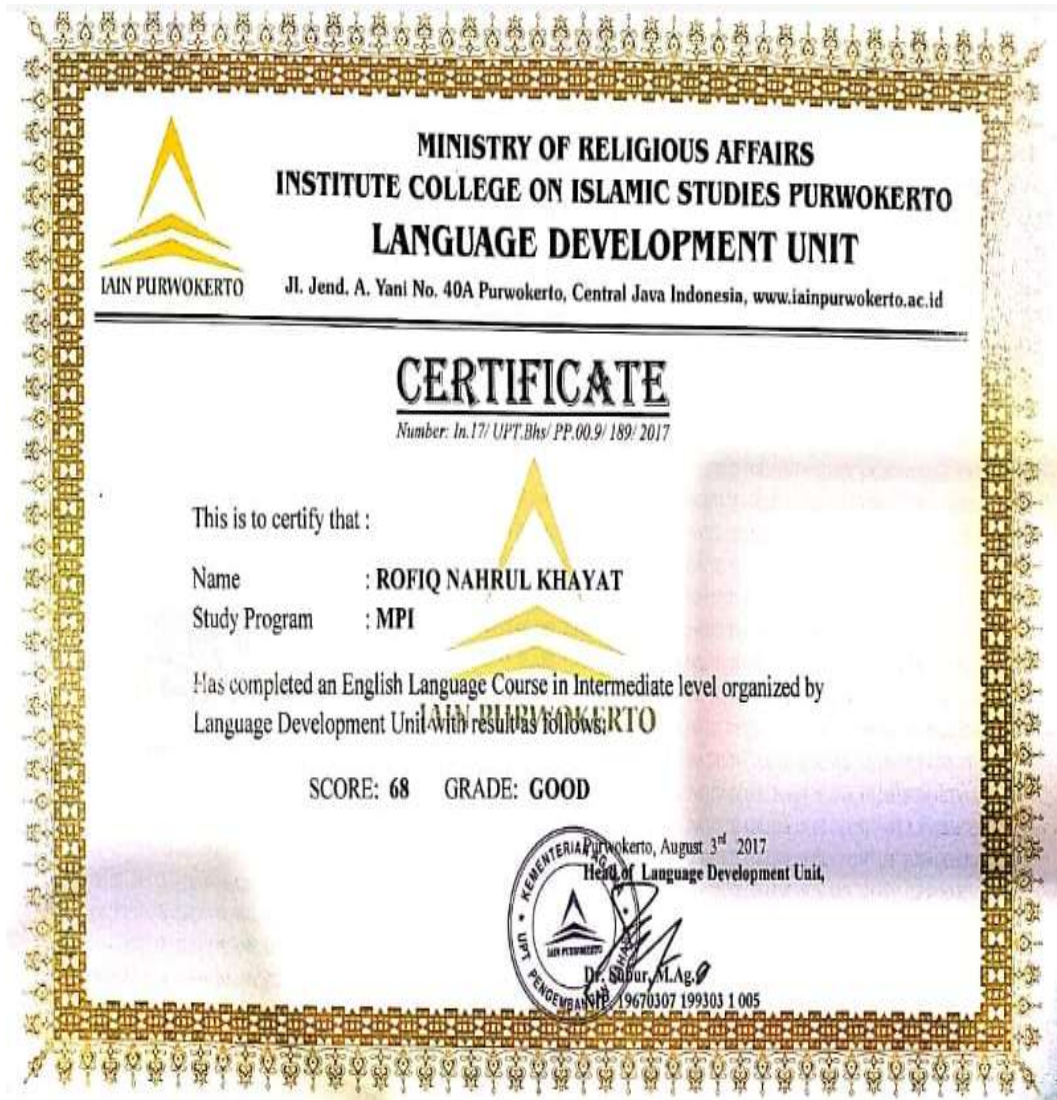 MINISTRY OF RELIGIOUS AFFAIRS
INSTITUTE COLLEGE ON ISLAMIC STUDIES PURWOKERTO
LANGUAGE DEVELOPMENT UNIT
IAIN PURWOKERTO
Jl. Jend. A. Yani No. 40A Purwokerto, Central Java Indonesia, www.iainpurwokerto.ac.id
CERTIFICATE
Number: In.17/ UPT.Bhs/ PP.00.9/ 189/ 2017
This is to certify that :
Name : ROFIQ NAHRUL KHAYAT
Study Program : MPI
Has completed an English Language Course in Intermediate level organized by
Language Development Unit with result as follows:
IAIN PURWOKERTO
SCORE: 68 GRADE: GOOD
Purwokerto, August 3rd 2017
Head of Language Development Unit,
KEMENTERIAN AGAMA
IAIN PURWOKERTO
UPT PENGEMBANGAN BAHASA
Dr. Subur, M.Ag.
NIP. 19670307 199303 1 005